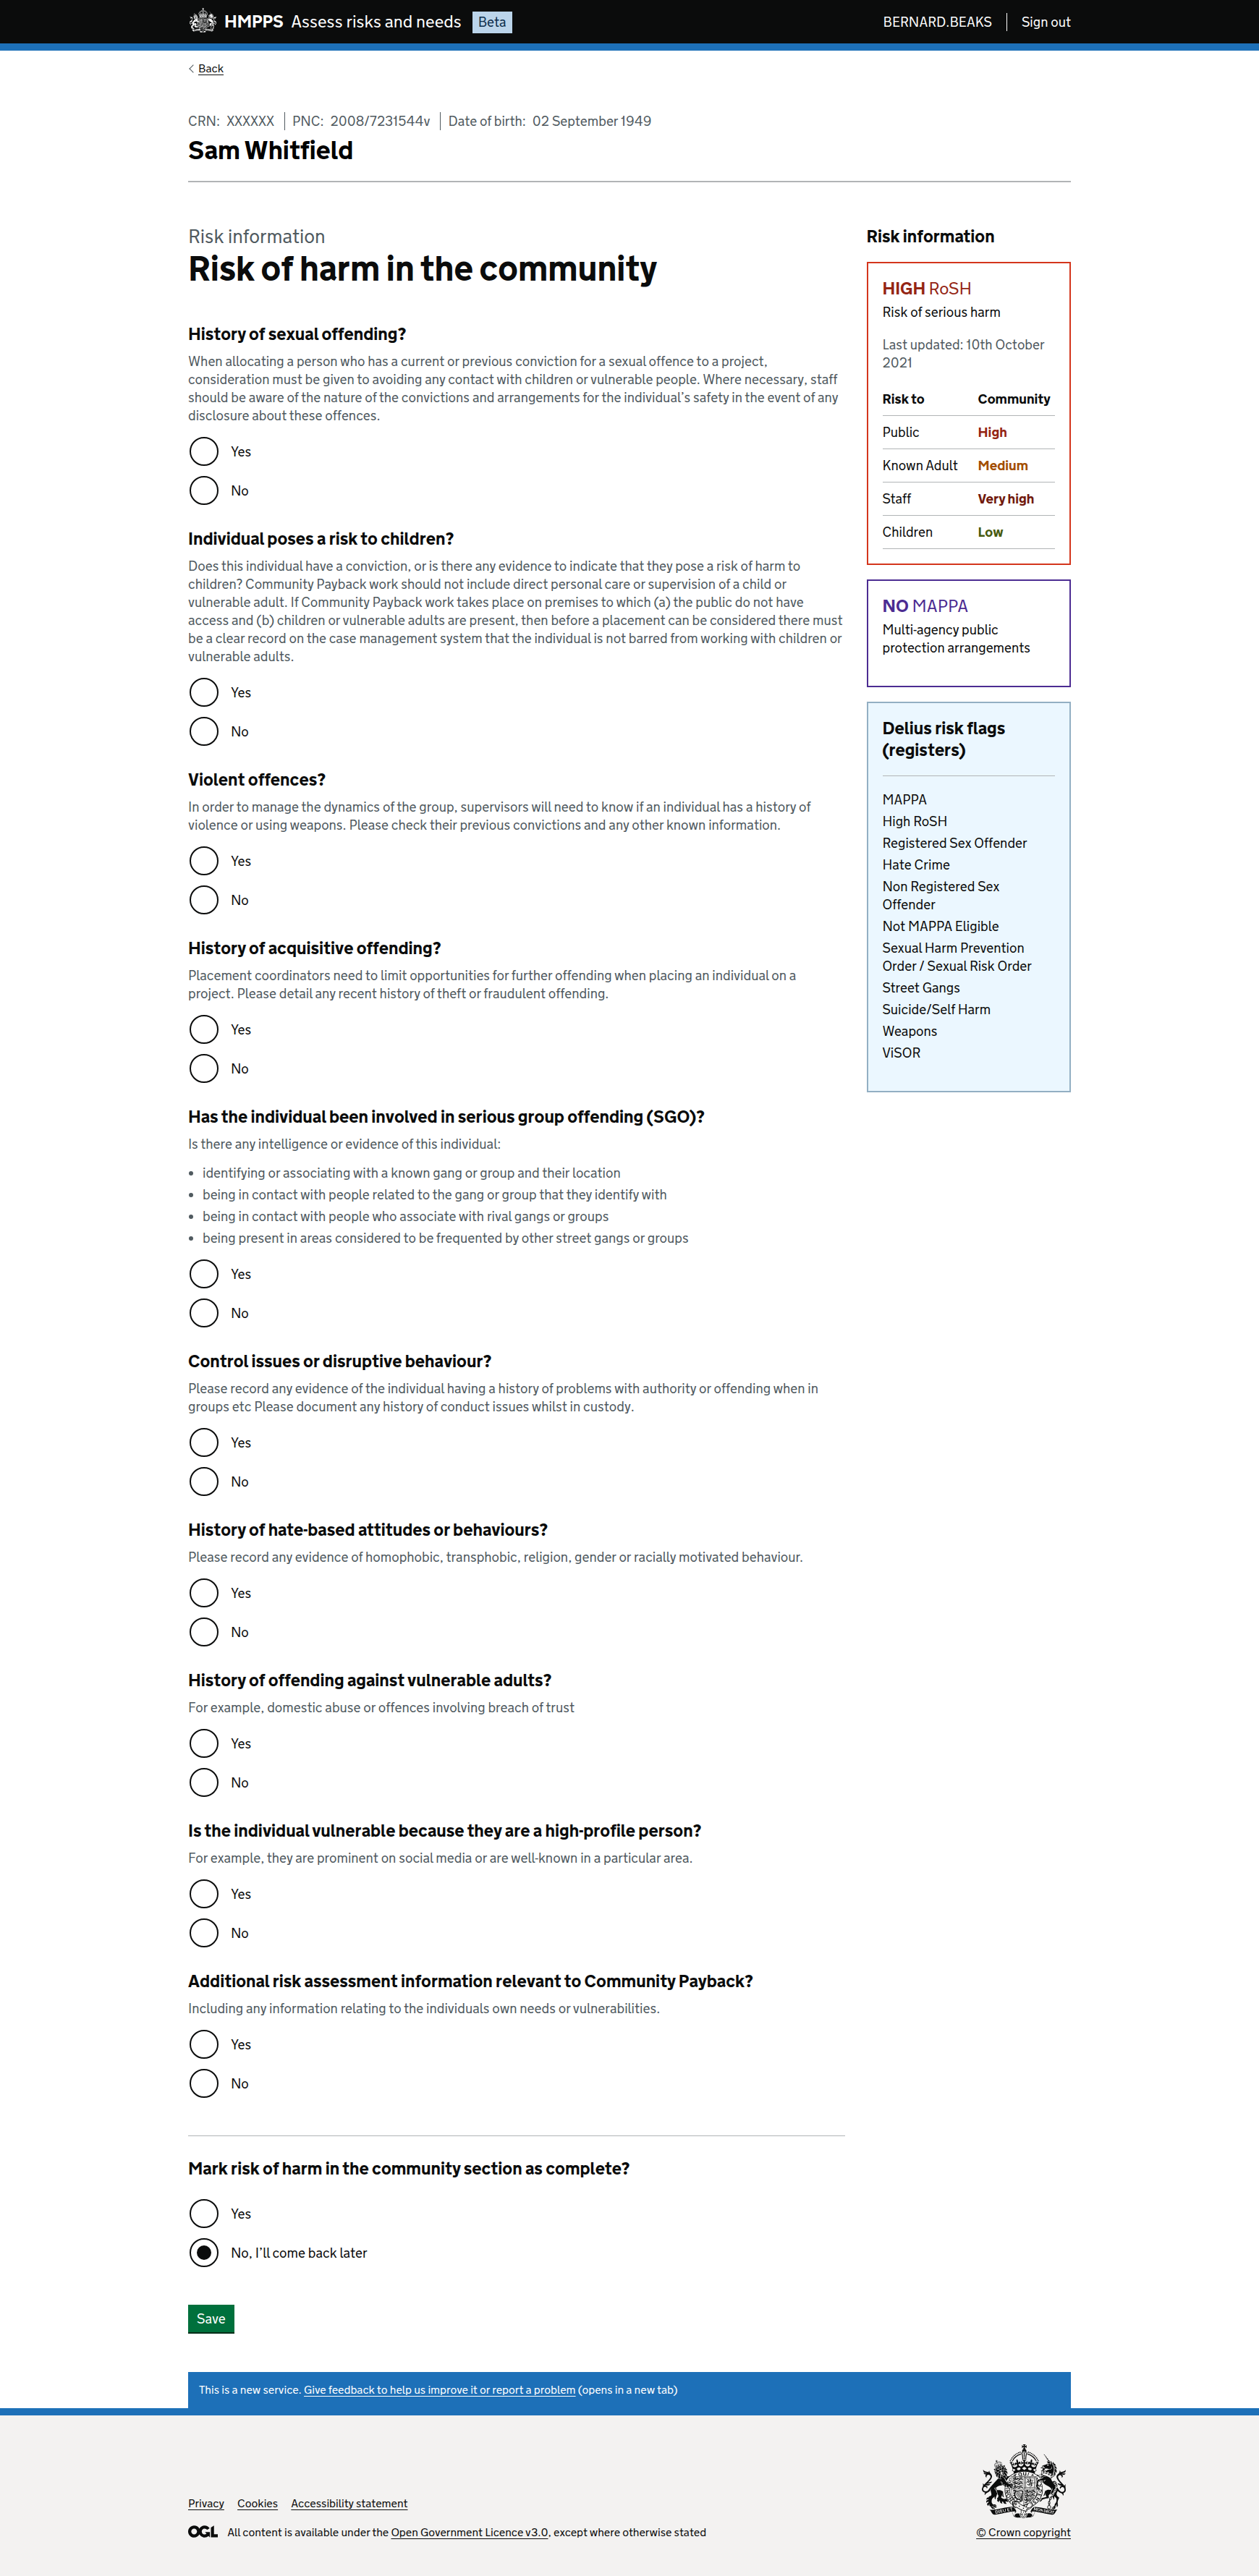 HMPPS Assess risks and needs Beta
BERNARD.BEAKS Sign out
Back
CRN: XXXXXX PNC: 2008/7231544v Date of birth: 02 September 1949
Sam Whitfield
Risk information
Risk of harm in the community
History of sexual offending?
When allocating a person who has a current or previous conviction for a sexual offence to a project,
consideration must be given to avoiding any contact with children or vulnerable people. Where necessary, staff
should be aware of the nature of the convictions and arrangements for the individual's safety in the event of any
disclosure about these offences.
Yes
No
Individual poses a risk to children?
Does this individual have a conviction, or is there any evidence to indicate that they pose a risk of harm to
children? Community Payback work should not include direct personal care or supervision of a child or
vulnerable adult. If Community Payback work takes place on premises to which (a) the public do not have
access and (b) children or vulnerable adults are present, then before a placement can be considered there must
be a clear record on the case management system that the individual is not barred from working with children or
vulnerable adults.
Yes
No
Violent offences?
In order to manage the dynamics of the group, supervisors will need to know if an individual has a history of
violence or using weapons. Please check their previous convictions and any other known information.
Yes
No
History of acquisitive offending?
Placement coordinators need to limit opportunities for further offending when placing an individual on a
project. Please detail any recent history of theft or fraudulent offending.
Yes
No
Has the individual been involved in serious group offending (SGO)?
Is there any intelligence or evidence of this individual:
• identifying or associating with a known gang or group and their location
• being in contact with people related to the gang or group that they identify with
• being in contact with people who associate with rival gangs or groups
• being present in areas considered to be frequented by other street gangs or groups
Yes
No
Control issues or disruptive behaviour?
Please record any evidence of the individual having a history of problems with authority or offending when in
groups etc Please document any history of conduct issues whilst in custody.
Yes
No
History of hate-based attitudes or behaviours?
Please record any evidence of homophobic, transphobic, religion, gender or racially motivated behaviour.
Yes
No
History of offending against vulnerable adults?
For example, domestic abuse or offences involving breach of trust
Yes
No
Is the individual vulnerable because they are a high-profile person?
For example, they are prominent on social media or are well-known in a particular area.
Yes
No
Additional risk assessment information relevant to Community Payback?
Including any information relating to the individuals own needs or vulnerabilities.
Yes
No
Mark risk of harm in the community section as complete?
Yes
No, I'll come back later
Save
Risk information
HIGH RoSH
Risk of serious harm
Last updated: 10th October
2021
Risk to Community
Public High
Known Adult Medium
Staff Very high
Children Low
NO MAPPA
Multi-agency public
protection arrangements
Delius risk flags
(registers)
MAPPA
High RoSH
Registered Sex Offender
Hate Crime
Non Registered Sex
Offender
Not MAPPA Eligible
Sexual Harm Prevention
Order / Sexual Risk Order
Street Gangs
Suicide/Self Harm
Weapons
ViSOR
This is a new service. Give feedback to help us improve it or report a problem (opens in a new tab)
Privacy Cookies Accessibility statement
OGL All content is available under the Open Government Licence v3.0, except where otherwise stated
© Crown copyright